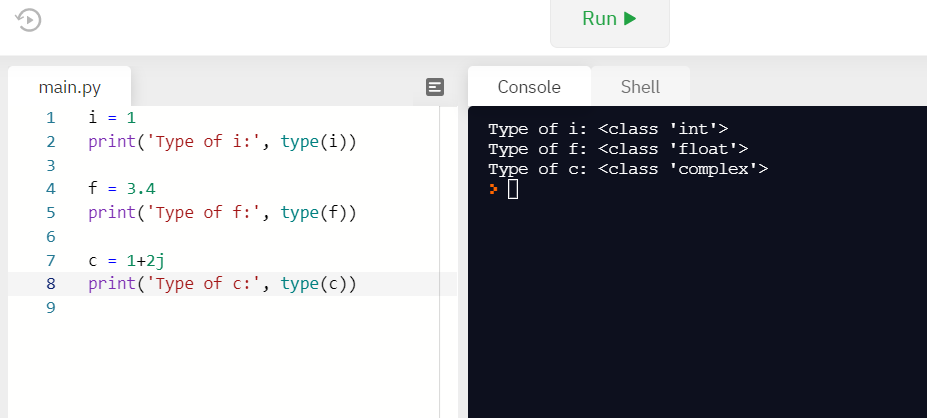 Run
main.py
1 i = 1
2 print('Type of i:', type(i))
3
4 f = 3.4
5 print('Type of f:', type(f))
6
7 c = 1+2j
8 print('Type of c:', type(c))
9
Console Shell
Type of i: <class 'int'>
Type of f: <class 'float'>
Type of c: <class 'complex'>